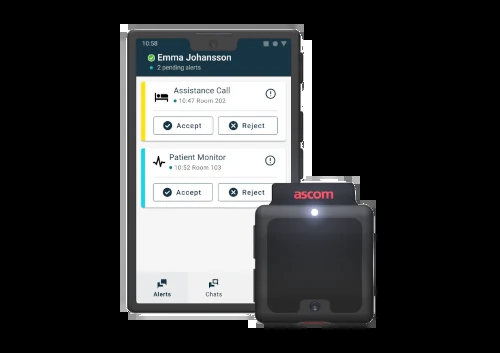 10:58
Emma Johansson
2 pending alerts
Assistance Call
10:47 Room 202
Accept
Reject
Patient Monitor
10:52 Room 103
Accept
Reject
ascom
Alerts
Chats